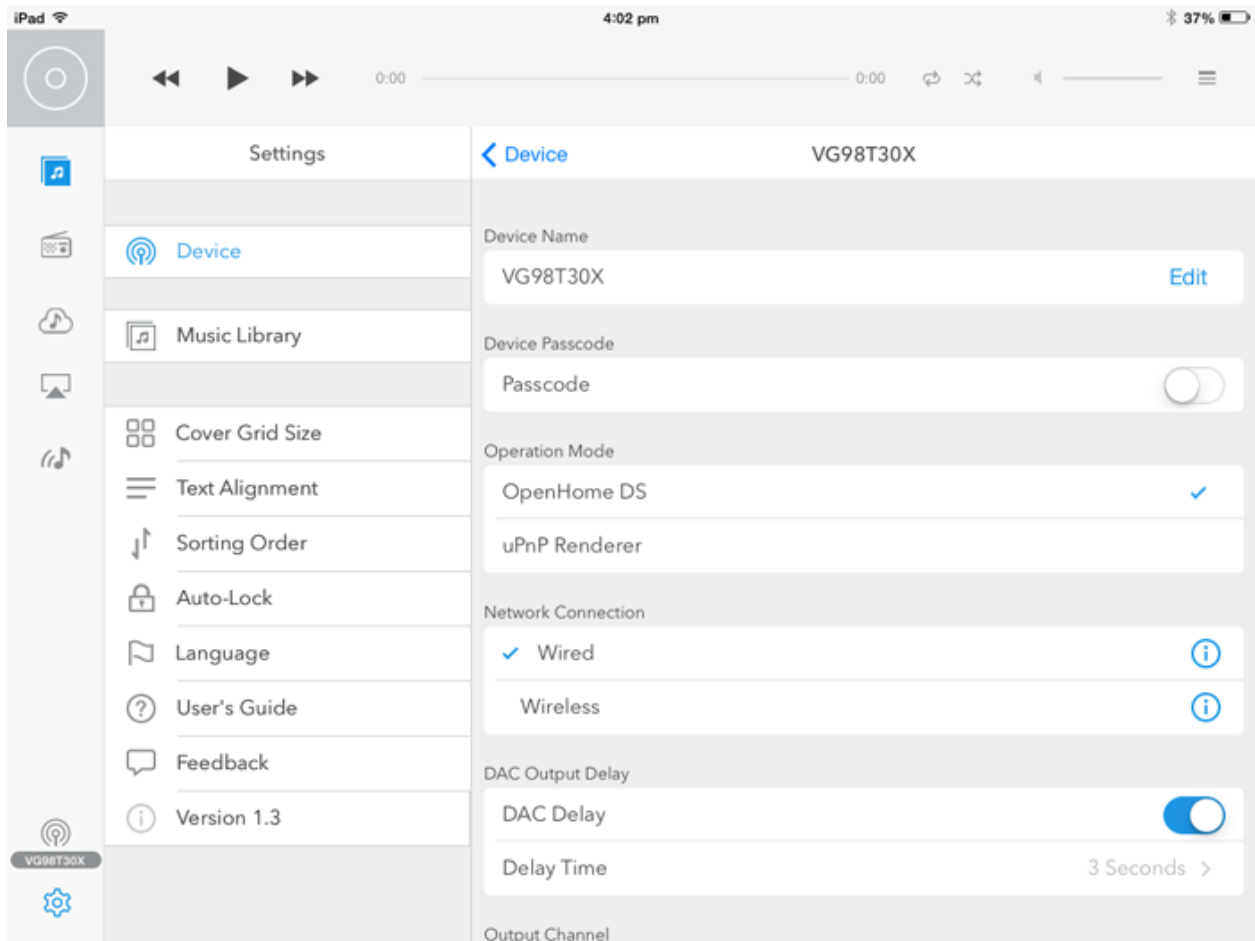 iPad
4:02 pm
37%
0:00
0:00
Settings
Device
VG98T30X
Device
Music Library
Cover Grid Size
Text Alignment
Sorting Order
Auto-Lock
Language
User's Guide
Feedback
Version 1.3
VG98T30X
Device Name
VG98T30X
Edit
Device Passcode
Passcode
Operation Mode
OpenHome DS
uPnP Renderer
Network Connection
Wired
Wireless
DAC Output Delay
DAC Delay
Delay Time
3 Seconds
Output Channel